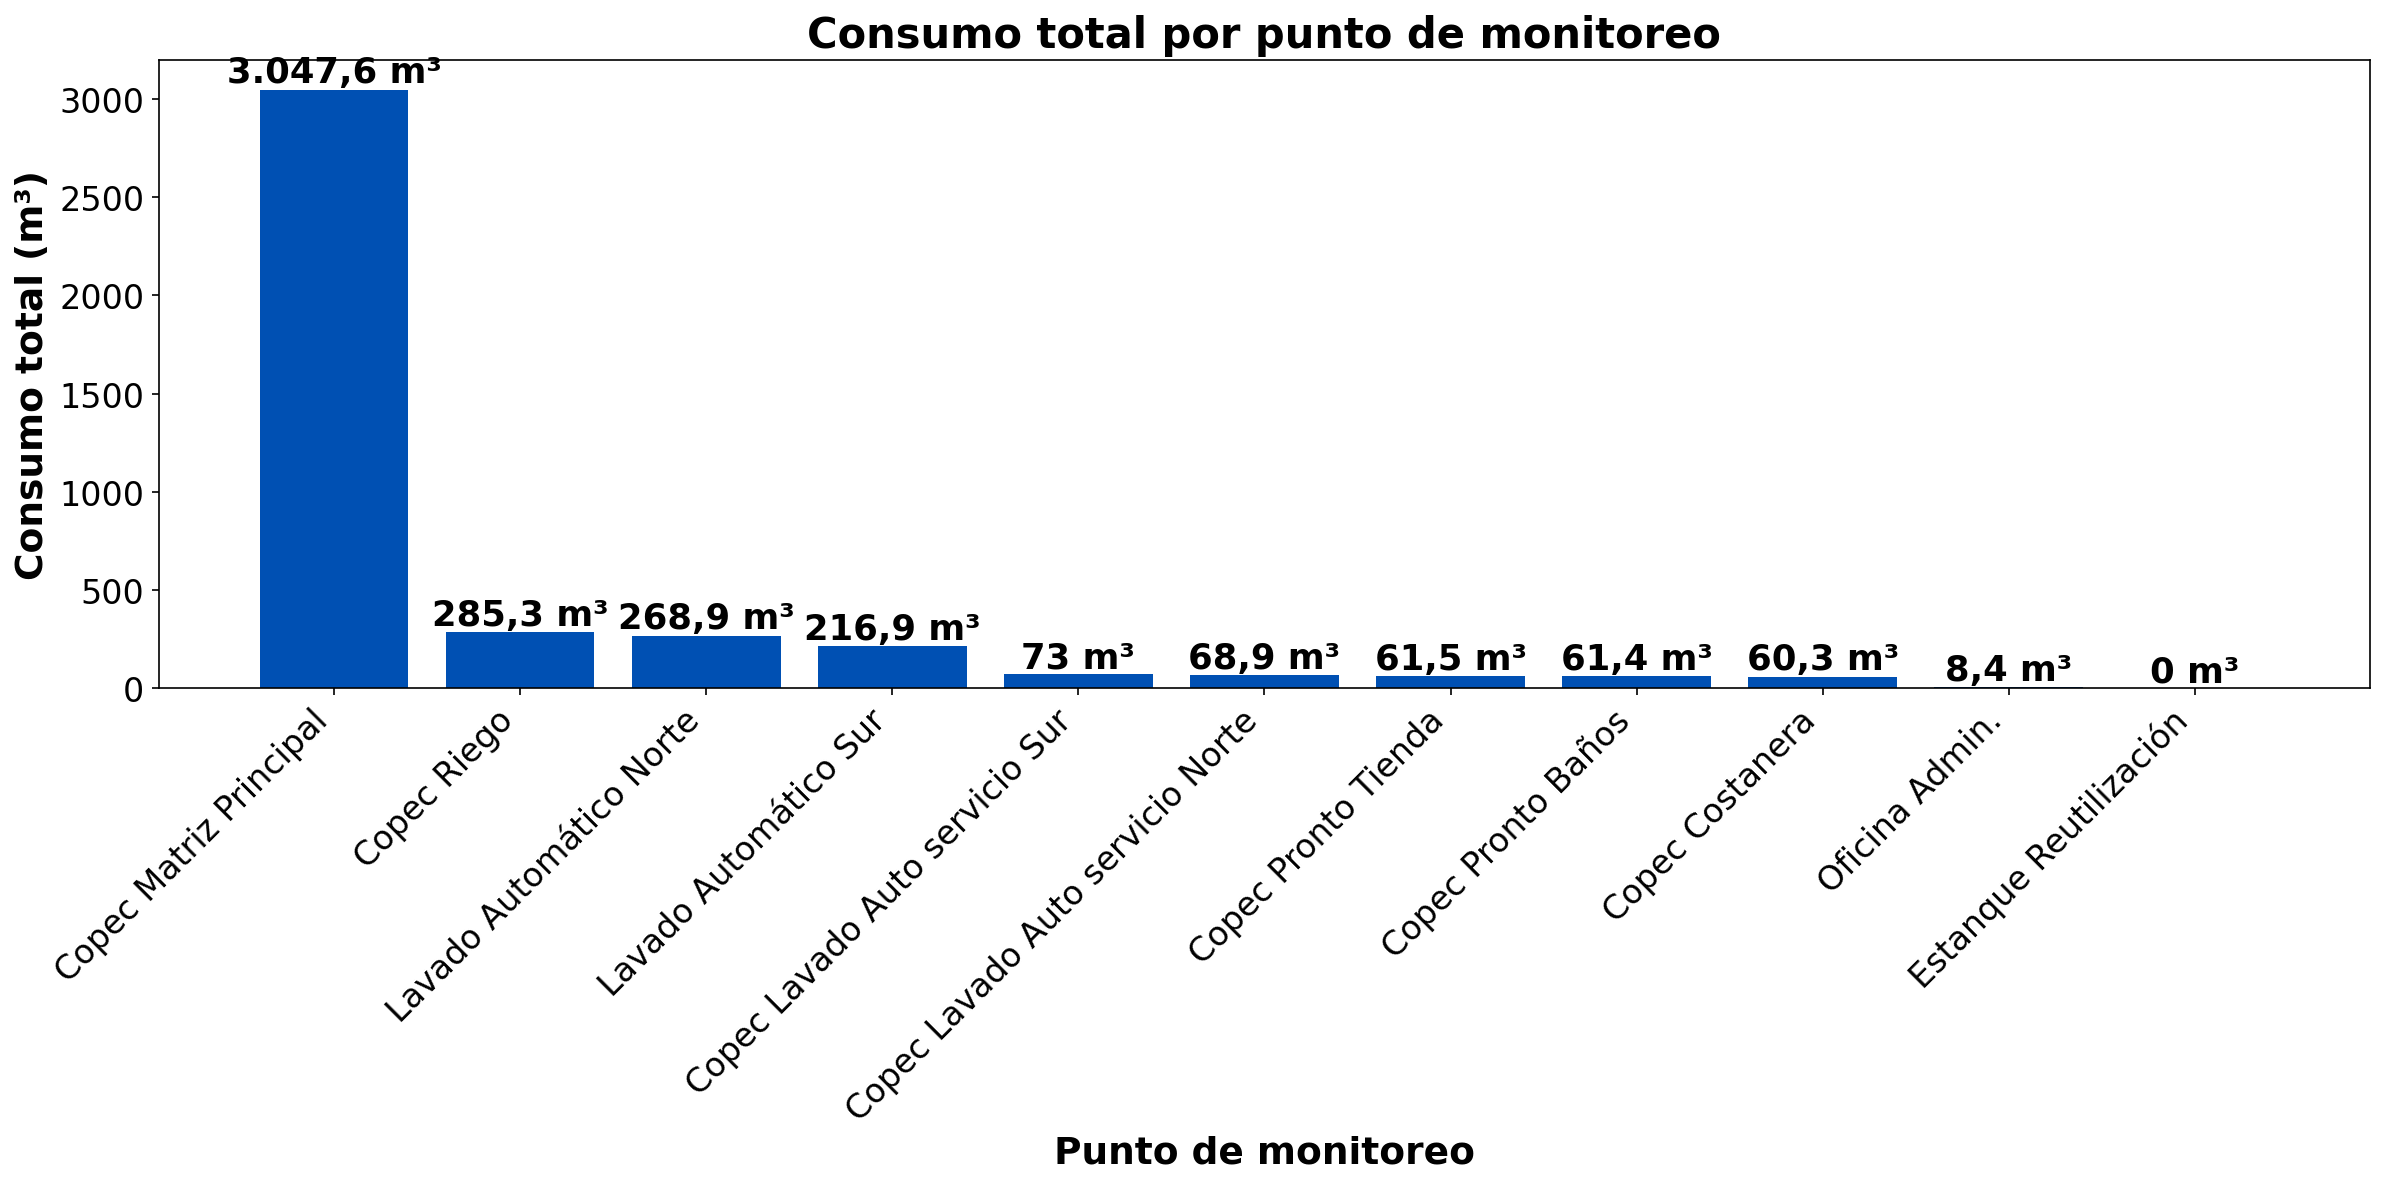 Consumo total por punto de monitoreo
Consumo total (m³)
3000
2500
2000
1500
1000
500
0
3.047,6 m³
285,3 m³
268,9 m³
216,9 m³
73 m³
68,9 m³
61,5 m³
61,4 m³
60,3 m³
8,4 m³
0 m³
Copec Matriz Principal
Copec Riego
Lavado Automático Norte
Lavado Automático Sur
Copec Lavado Auto servicio Sur
Copec Lavado Auto servicio Norte
Copec Pronto Tienda
Copec Pronto Baños
Copec Costanera
Oficina Admin.
Estanque Reutilización
Punto de monitoreo